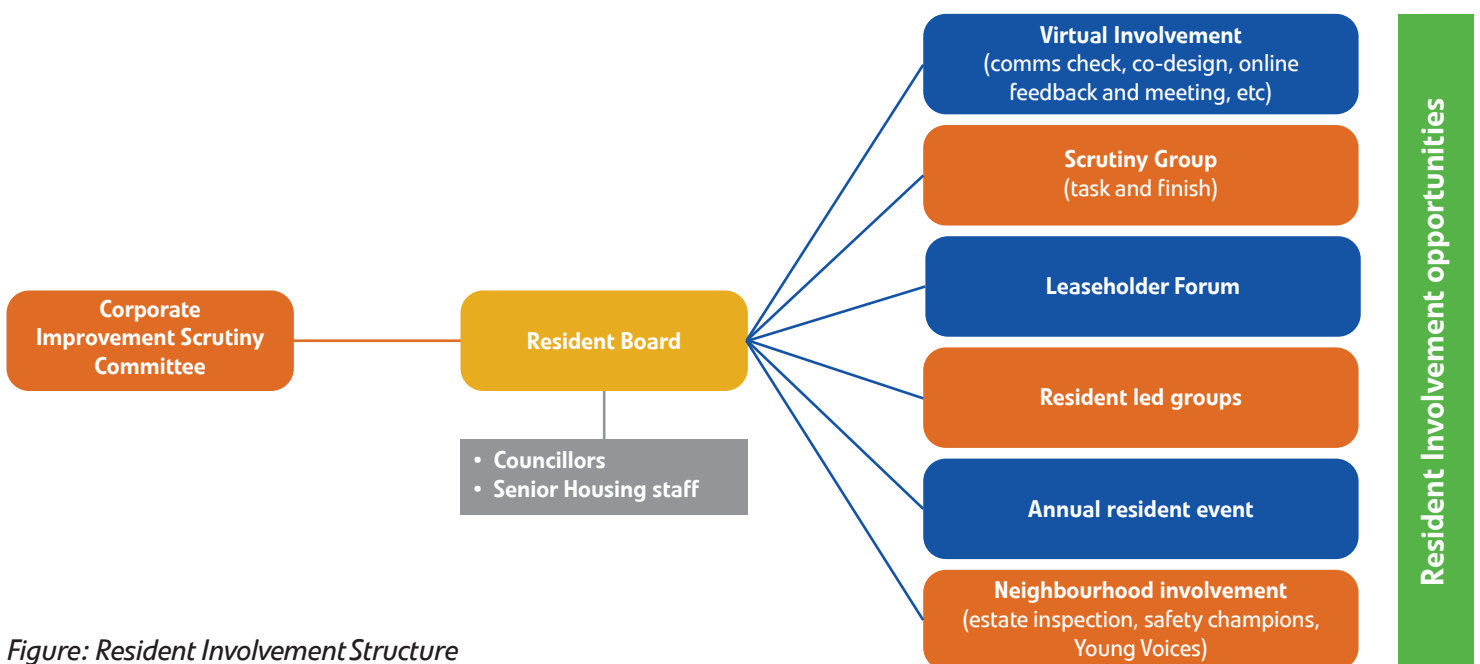 Corporate
Improvement Scrutiny
Committee
Resident Board
• Councillors
• Senior Housing staff
Virtual Involvement
(comms check, co-design, online
feedback and meeting, etc)
Scrutiny Group
(task and finish)
Leaseholder Forum
Resident led groups
Annual resident event
Neighbourhood involvement
(estate inspection, safety champions,
Young Voices)
Resident Involvement opportunities
Figure: Resident Involvement Structure